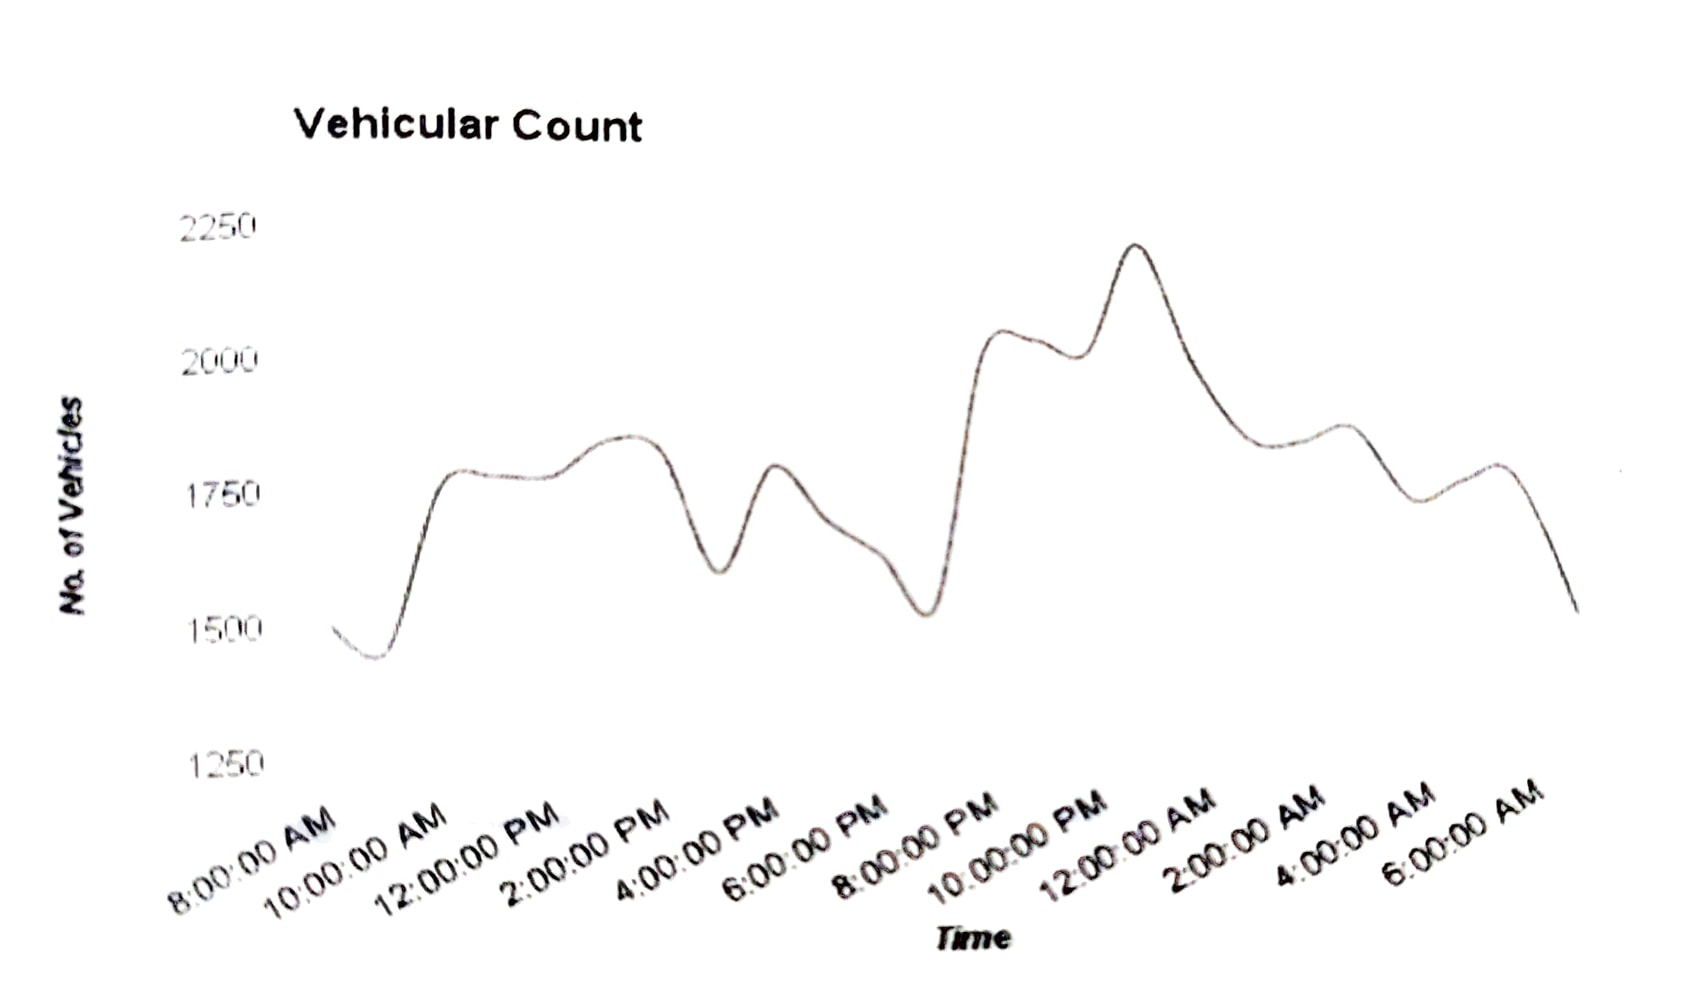 Vehicular Count
2250
2000
1750
1500
1250
No. of Vehicles
8:00:00 AM
10:00:00 AM
12:00:00 PM
2:00:00 PM
4:00:00 PM
6:00:00 PM
8:00:00 PM
10:00:00 PM
12:00:00 AM
2:00:00 AM
4:00:00 AM
6:00:00 AM
Time